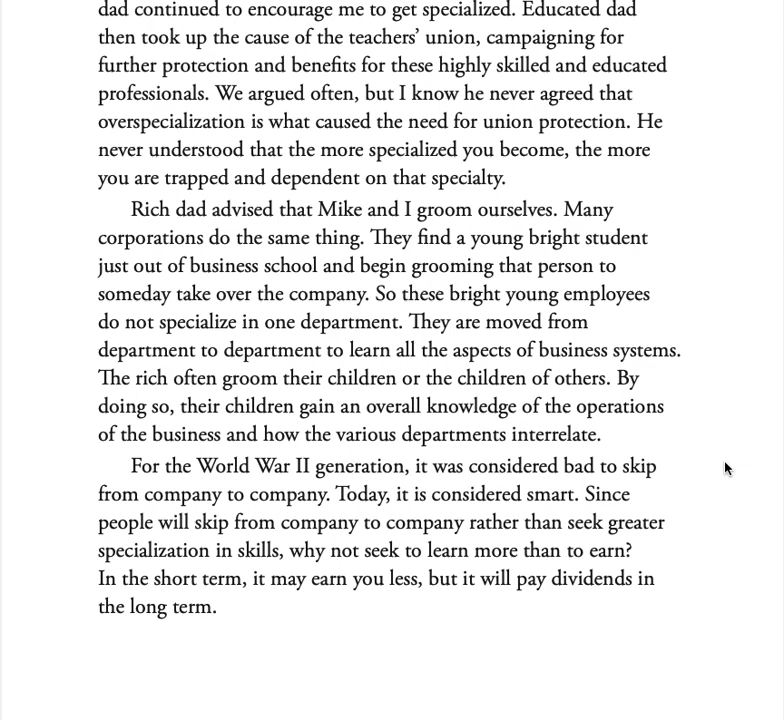 dad continued to encourage me to get specialized. Educated dad
then took up the cause of the teachers’ union, campaigning for
further protection and benefits for these highly skilled and educated
professionals. We argued often, but I know he never agreed that
overspecialization is what caused the need for union protection. He
never understood that the more specialized you become, the more
you are trapped and dependent on that specialty.
Rich dad advised that Mike and I groom ourselves. Many
corporations do the same thing. They find a young bright student
just out of business school and begin grooming that person to
someday take over the company. So these bright young employees
do not specialize in one department. They are moved from
department to department to learn all the aspects of business systems.
The rich often groom their children or the children of others. By
doing so, their children gain an overall knowledge of the operations
of the business and how the various departments interrelate.
For the World War II generation, it was considered bad to skip
from company to company. Today, it is considered smart. Since
people will skip from company to company rather than seek greater
specialization in skills, why not seek to learn more than to earn?
In the short term, it may earn you less, but it will pay dividends in
the long term.